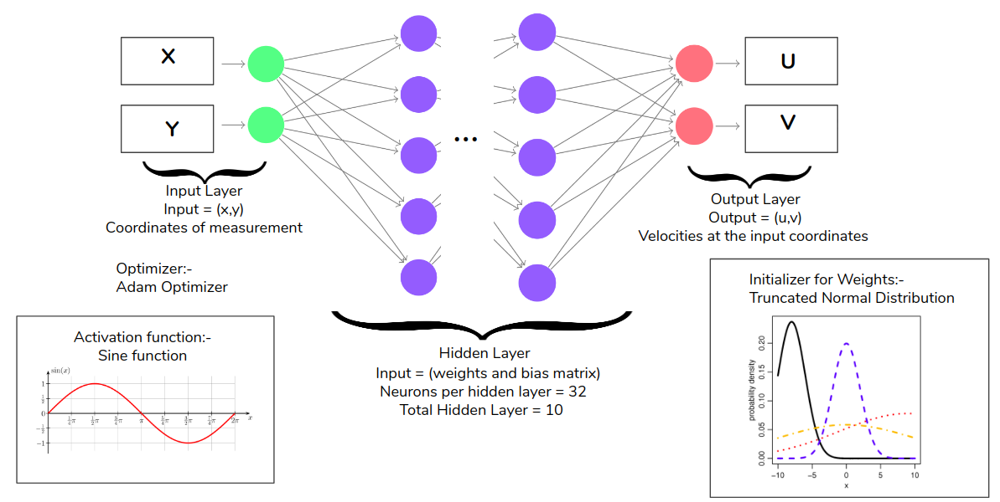 X
Y
U
V
...
Input Layer
Input = (x,y)
Coordinates of measurement
Output Layer
Output = (u,v)
Velocities at the input coordinates
Optimizer:-
Adam Optimizer
Activation function:-
Sine function
sin(x)
1
1/2
0
−1/2
−1
1/4π
1/2π
3/4π
π
5/4π
3/2π
7/4π
2π
x
Hidden Layer
Input = (weights and bias matrix)
Neurons per hidden layer = 32
Total Hidden Layer = 10
Initializer for Weights:-
Truncated Normal Distribution
probability density
0.20
0.15
0.10
0.05
0.00
−10
−5
0
5
10
x